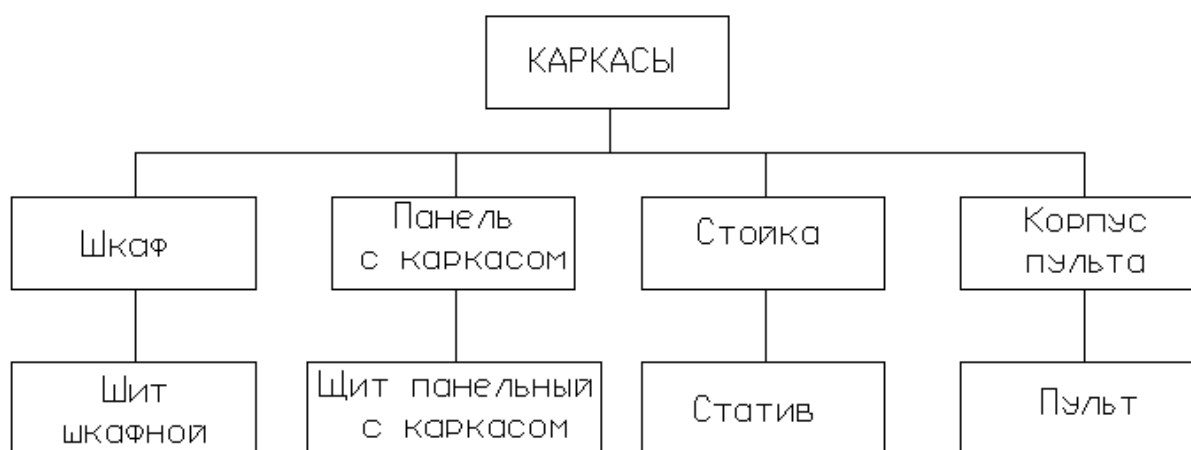 КАРКАСЫ
Шкаф
Панель
с каркасом
Стойка
Корпус
пульта
Шит
шкафной
Щит панельный
с каркасом
Статив
Пульт